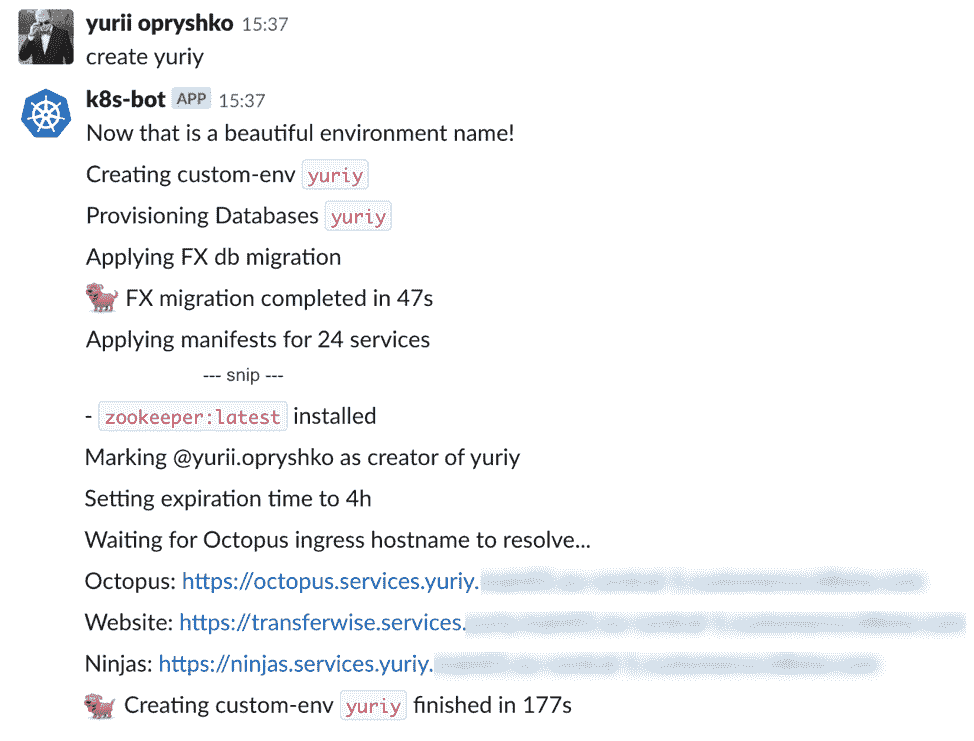 yurii opryshko 15:37
create yuriy
k8s-bot APP 15:37
Now that is a beautiful environment name!
Creating custom-env yuriy
Provisioning Databases yuriy
Applying FX db migration
FX migration completed in 47s
Applying manifests for 24 services
--- snip ---
- zookeeper:latest installed
Marking @yurii.opryshko as creator of yuriy
Setting expiration time to 4h
Waiting for Octopus ingress hostname to resolve...
Octopus: https://octopus.services.yuriy.
Website: https://transferwise.services.
Ninjas: https://ninjas.services.yuriy.
Creating custom-env yuriy finished in 177s